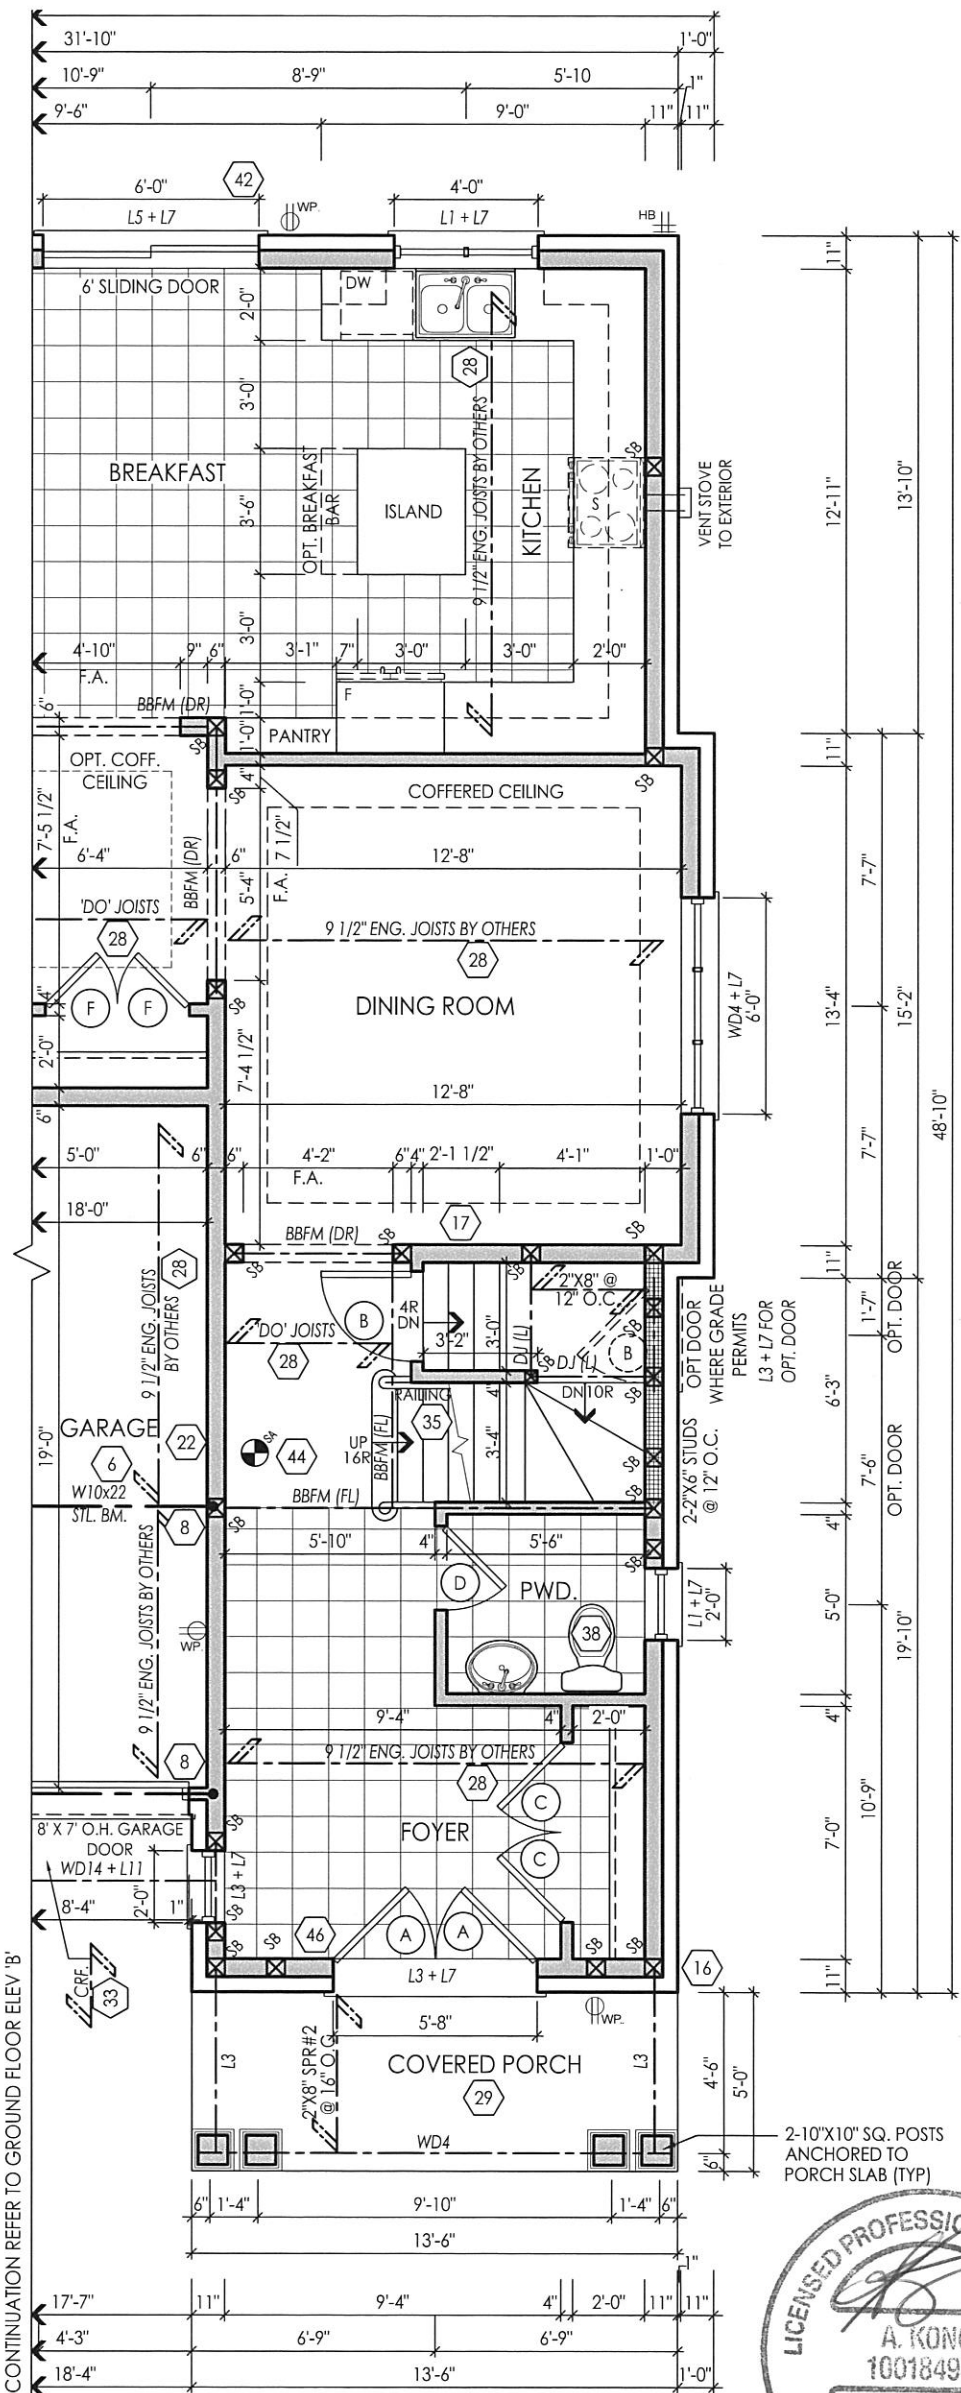 31'-10"
1'-0"
10'-9"
8'-9"
5'-10
1"
9'-6"
9'-0"
11"
11"
6'-0"
42
4'-0"
L5 + L7
WP.
L1 + L7
HB
6' SLIDING DOOR
DW
11"
2'-0"
28
3'-0"
BREAKFAST
OPT. BREAKFAST
BAR
3'-6"
ISLAND
9 1/2" ENG. JOISTS BY OTHERS
KITCHEN
S
SB
VENT STOVE
TO EXTERIOR
12'-11"
13'-10"
3'-0"
4'-10"
9"
6"
3'-1"
7"
3'-0"
3'-0"
2'-0"
F.A.
BBFM (DR)
6"
1'-0"
F
1'-0"
PANTRY
SB
OPT. COFF.
CEILING
4"
SB
COFFERED CEILING
SB
11"
7'-5 1/2"
F.A.
6'-4"
BBFM (DR)
6"
5'-4"
F.A.
7 1/2"
12'-8"
7'-7"
'DO' JOISTS
28
9 1/2" ENG. JOISTS BY OTHERS
28
4"
F
F
SB
DINING ROOM
WD4 + L7
6'-0"
13'-4"
15'-2"
2'-0"
7'-4 1/2"
6"
12'-8"
7'-7"
48'-10"
5'-0"
6"
6"
4'-2"
6"
4"
2'-1 1/2"
4'-1"
1'-0"
F.A.
18'-0"
17
BBFM (DR)
SB
SB
SB
SB
11"
28
9 1/2" ENG. JOISTS
BY OTHERS
4R
DN
B
3'-2"
3'-0"
DJ (L)
2"X8" @
12" O.C.
SB
B
'DO' JOISTS
28
SB
DJ (L)
SB
OPT DOOR
WHERE GRADE
PERMITS
L3 + L7 FOR
OPT. DOOR
1'-7"
OPT. DOOR
RAILING
4"
DN 10R
6'-3"
35
19'-0"
GARAGE
22
6
SA
44
UP
16R
BBFM (FL)
3'-4"
SB
2-2"X6" STUDS
@ 12" O.C.
7'-6"
OPT. DOOR
W10x22
STL. BM.
BBFM (FL)
8
SB
5'-10"
4"
5'-6"
SB
4"
9 1/2" ENG. JOISTS BY OTHERS
D
PWD.
L1 + L7
2'-0"
5'-0"
WP.
38
19'-10"
9'-4"
4"
2'-0"
4"
8
9 1/2" ENG. JOISTS BY OTHERS
28
C
10'-9"
SB
8' X 7' O.H. GARAGE
DOOR
WD14 + L11
FOYER
C
7'-0"
2'-0"
L3 + L7
8'-4"
1"
SB
46
A
A
SB
SB
SB
SB
CRF.
33
L3 + L7
16
11"
5'-8"
WP.
L3
2"X8" SPR#2
@ 16" O.C
COVERED PORCH
29
L3
4'-6"
5'-0"
WD4
6"
2-10"X10" SQ. POSTS
ANCHORED TO
PORCH SLAB (TYP)
6"
1'-4"
9'-10"
1'-4"
6"
13'-6"
1"
17'-7"
11"
9'-4"
4"
2'-0"
11"
11"
4'-3"
6'-9"
6'-9"
18'-4"
13'-6"
1'-0"
CONTINUATION REFER TO GROUND FLOOR ELEV 'B'
LICENSED
A. KONG
1001849